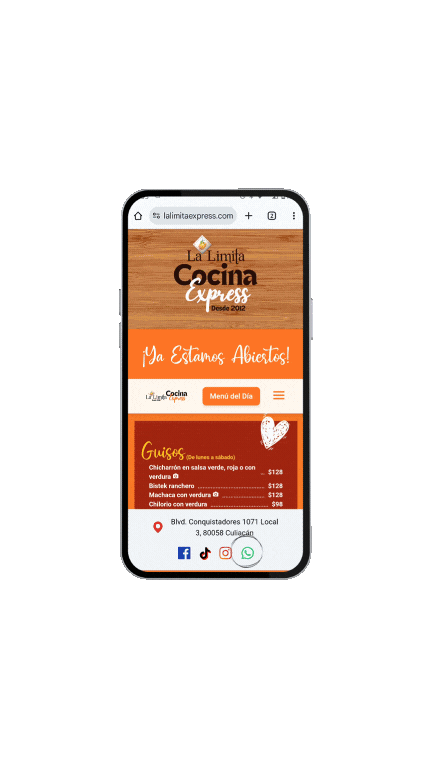 lalimitaexpress.com
2
La Limita
Cocina
Express
Desde 2012
¡Ya Estamos Abiertos!
La Limita Cocina Express
Menú del Día
Guisos (De lunes a sábado)
Chicharrón en salsa verde, roja o con
verdura ... $128
Bistek ranchero ... $128
Machaca con verdura ... $128
Chilorio con verdura ... $98
Blvd. Conquistadores 1071 Local
3, 80058 Culiacán